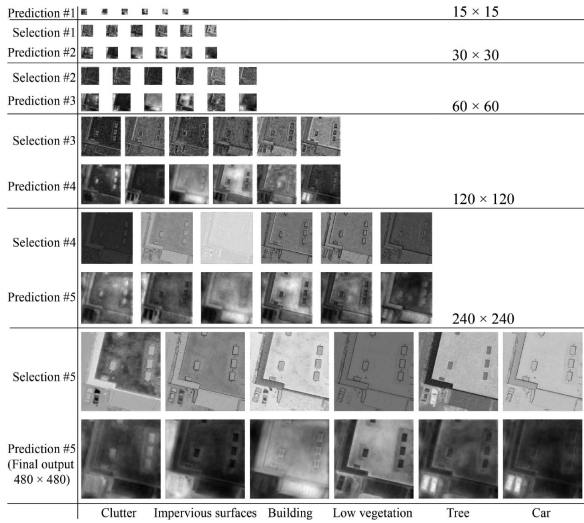 Prediction #1
15 × 15
Selection #1
Prediction #2
30 × 30
Selection #2
Prediction #3
60 × 60
Selection #3
Prediction #4
120 × 120
Selection #4
Prediction #5
240 × 240
Selection #5
Prediction #5
(Final output
480 × 480)
Clutter Impervious surfaces Building Low vegetation Tree Car